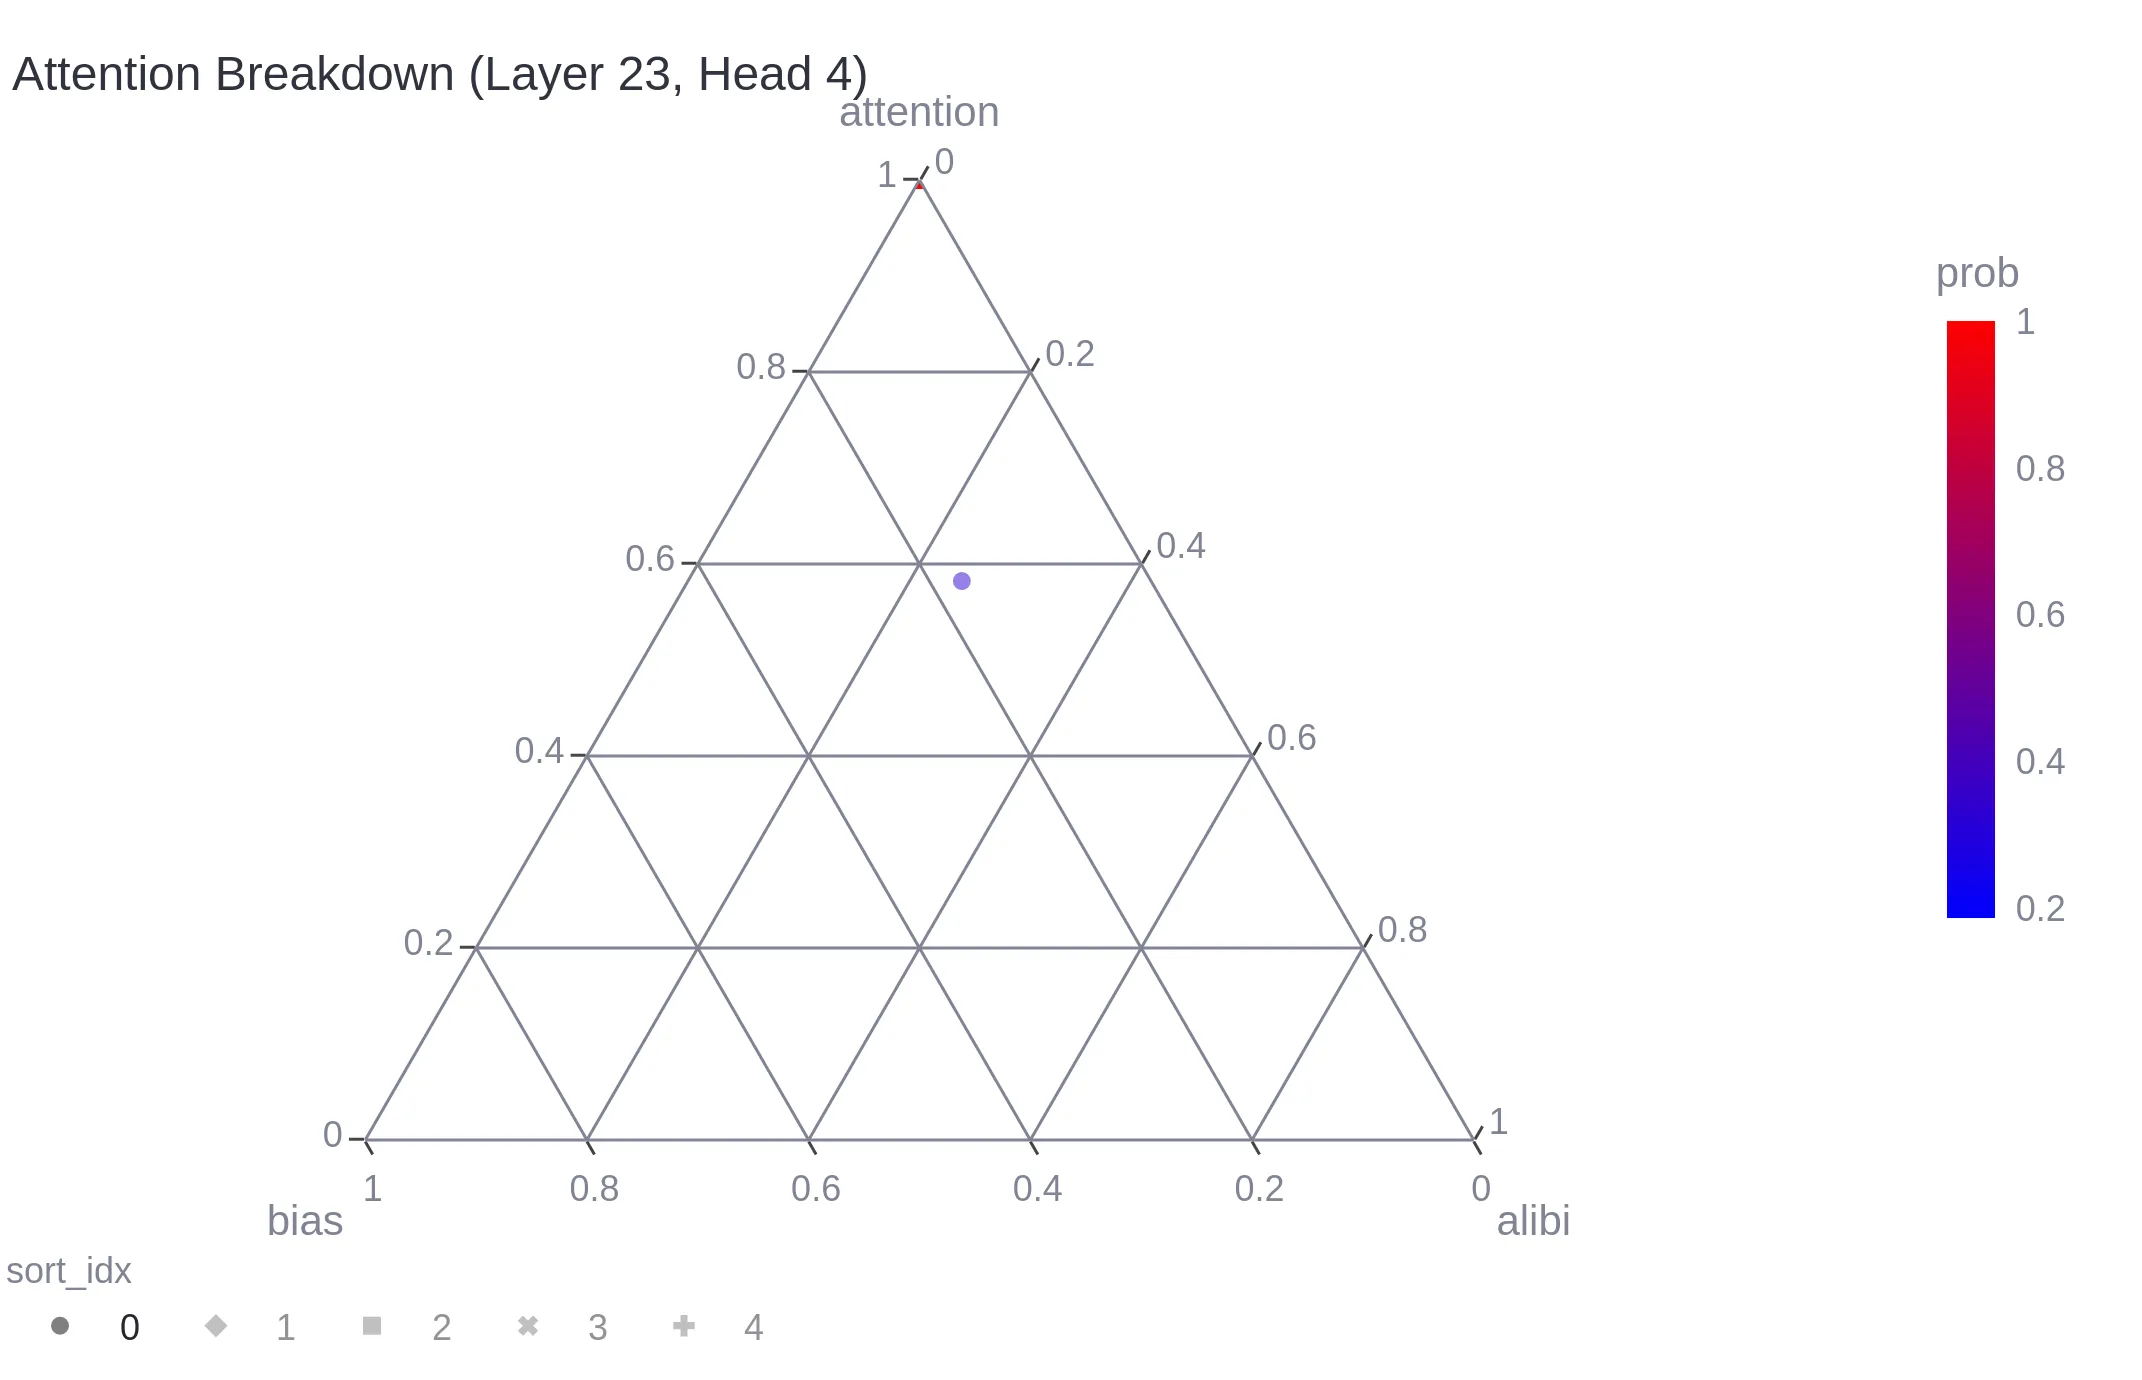 Attention Breakdown (Layer 23, Head 4)
attention
1 0
prob
1
0.8 0.2
0.8
0.6 0.4
0.6
0.4 0.6
0.4
0.2 0.8
0.2
0 1
1 0.8 0.6 0.4 0.2 0
bias alibi
sort_idx
0 1 2 3 4